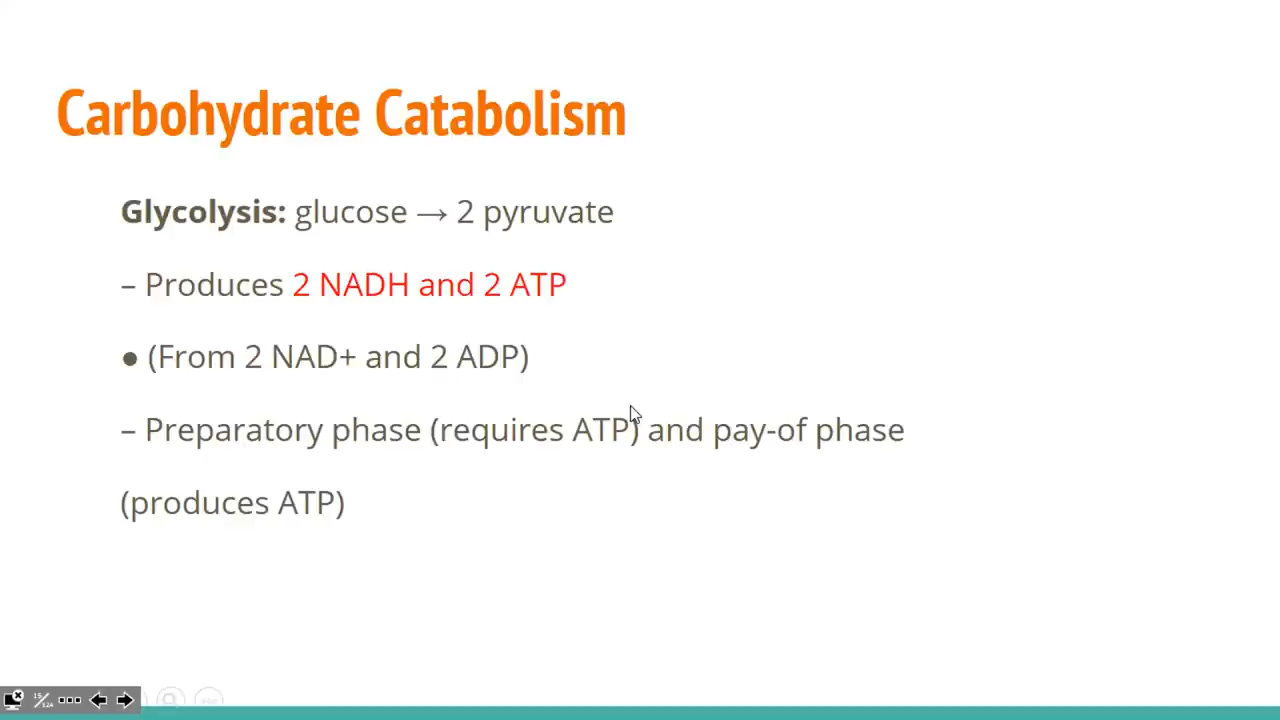 Carbohydrate Catabolism
Glycolysis: glucose → 2 pyruvate
– Produces 2 NADH and 2 ATP
● (From 2 NAD+ and 2 ADP)
– Preparatory phase (requires ATP) and pay-of phase
(produces ATP)